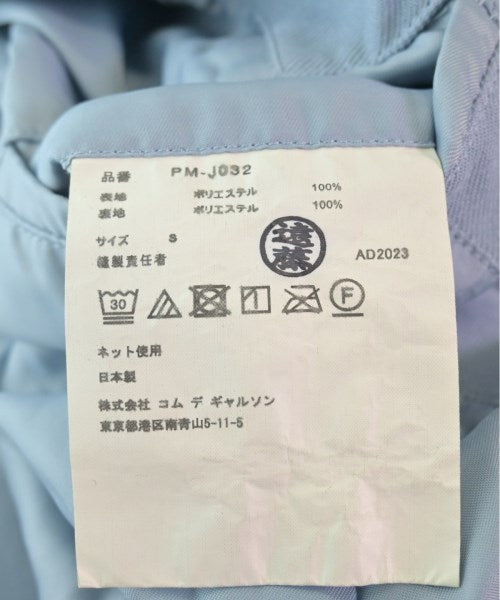 品番 PM-J032
表地 ポリエステル 100%
裏地 ポリエステル 100%
サイズ S
縫製責任者 遠藤 AD2023
30 F
ネット使用
日本製
株式会社 コム デ ギャルソン
東京都港区南青山5-11-5